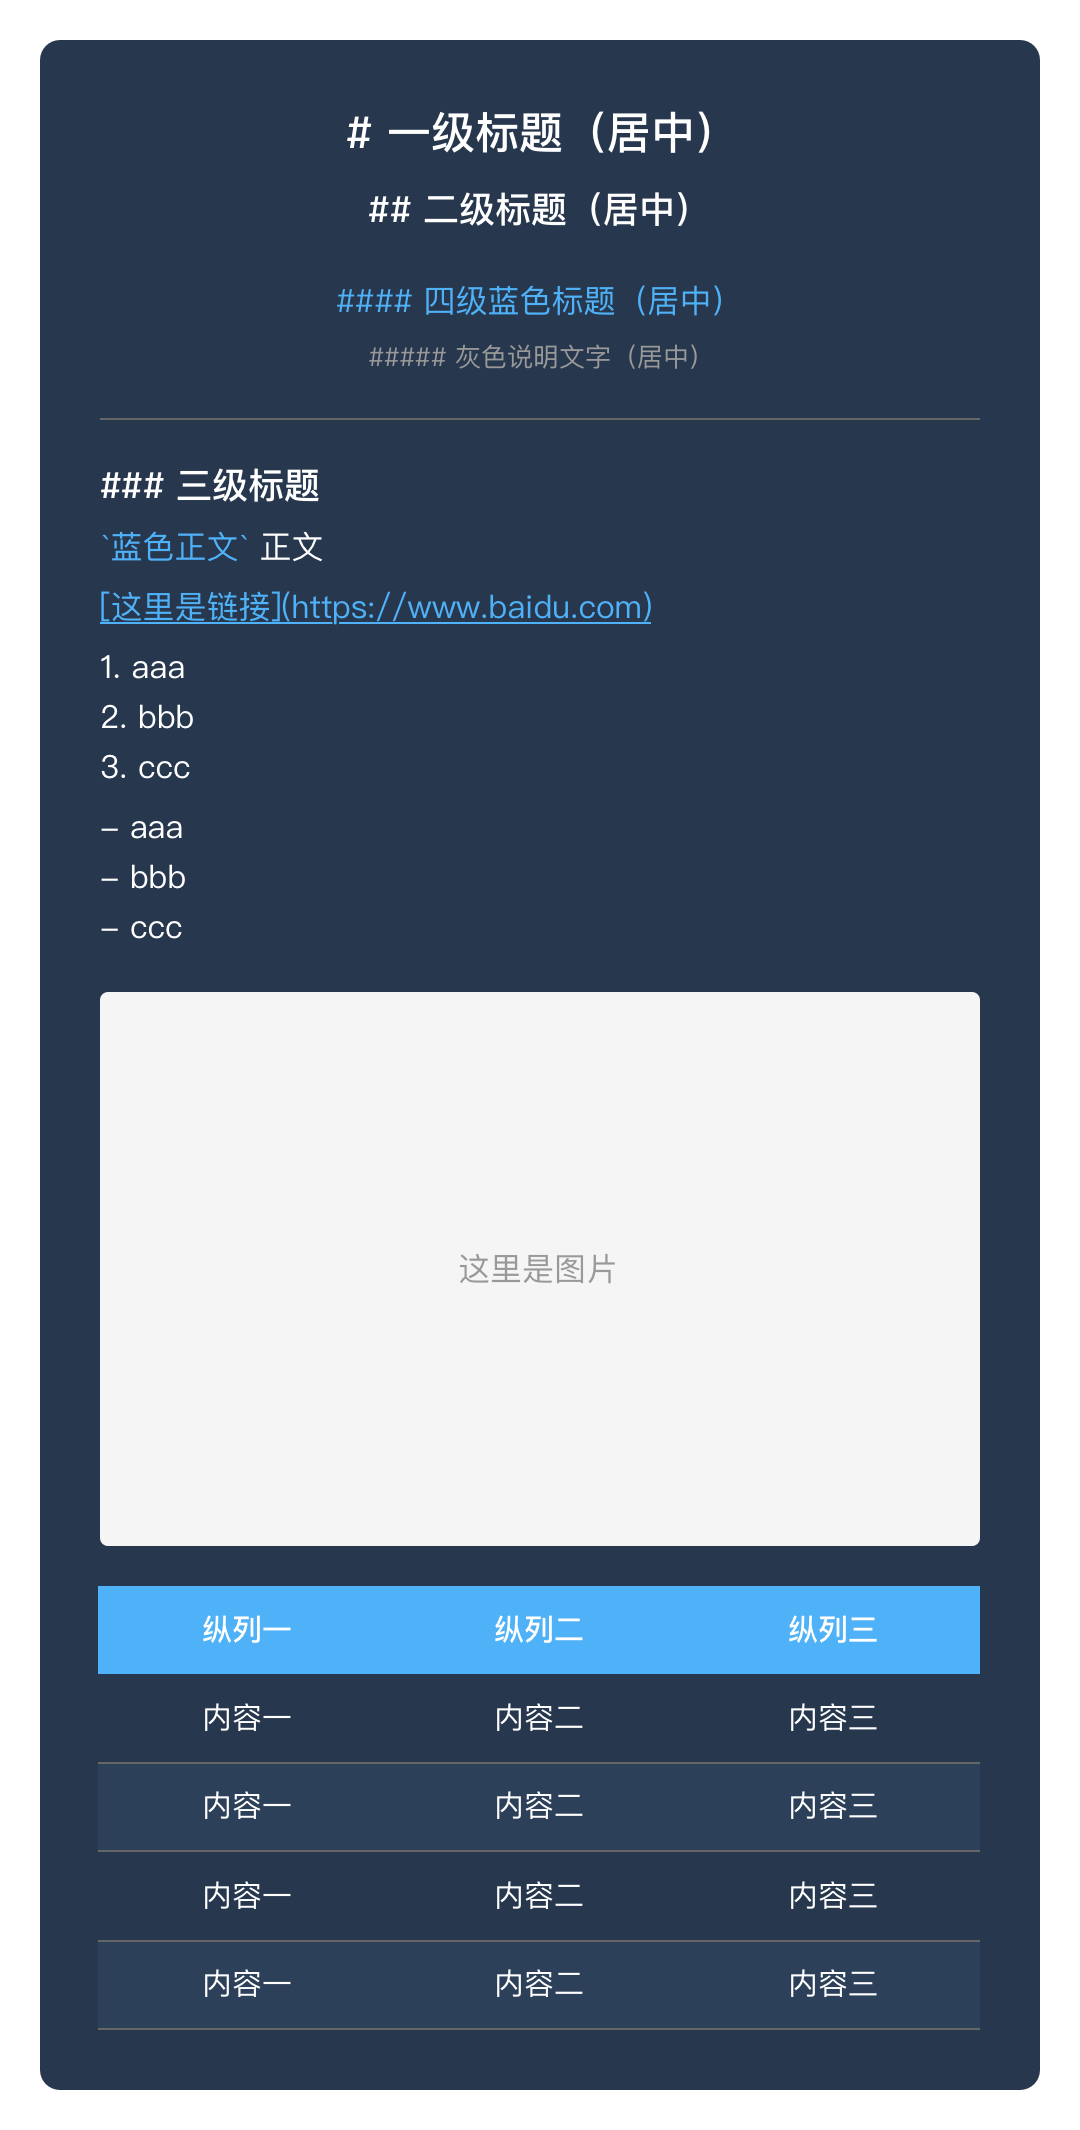 # 一级标题（居中）
## 二级标题（居中）
#### 四级蓝色标题（居中）
##### 灰色说明文字（居中）
### 三级标题
`蓝色正文` 正文
[这里是链接](https://www.baidu.com)
1. aaa
2. bbb
3. ccc
- aaa
- bbb
- ccc
这里是图片
纵列一 纵列二 纵列三
内容一 内容二 内容三
内容一 内容二 内容三
内容一 内容二 内容三
内容一 内容二 内容三